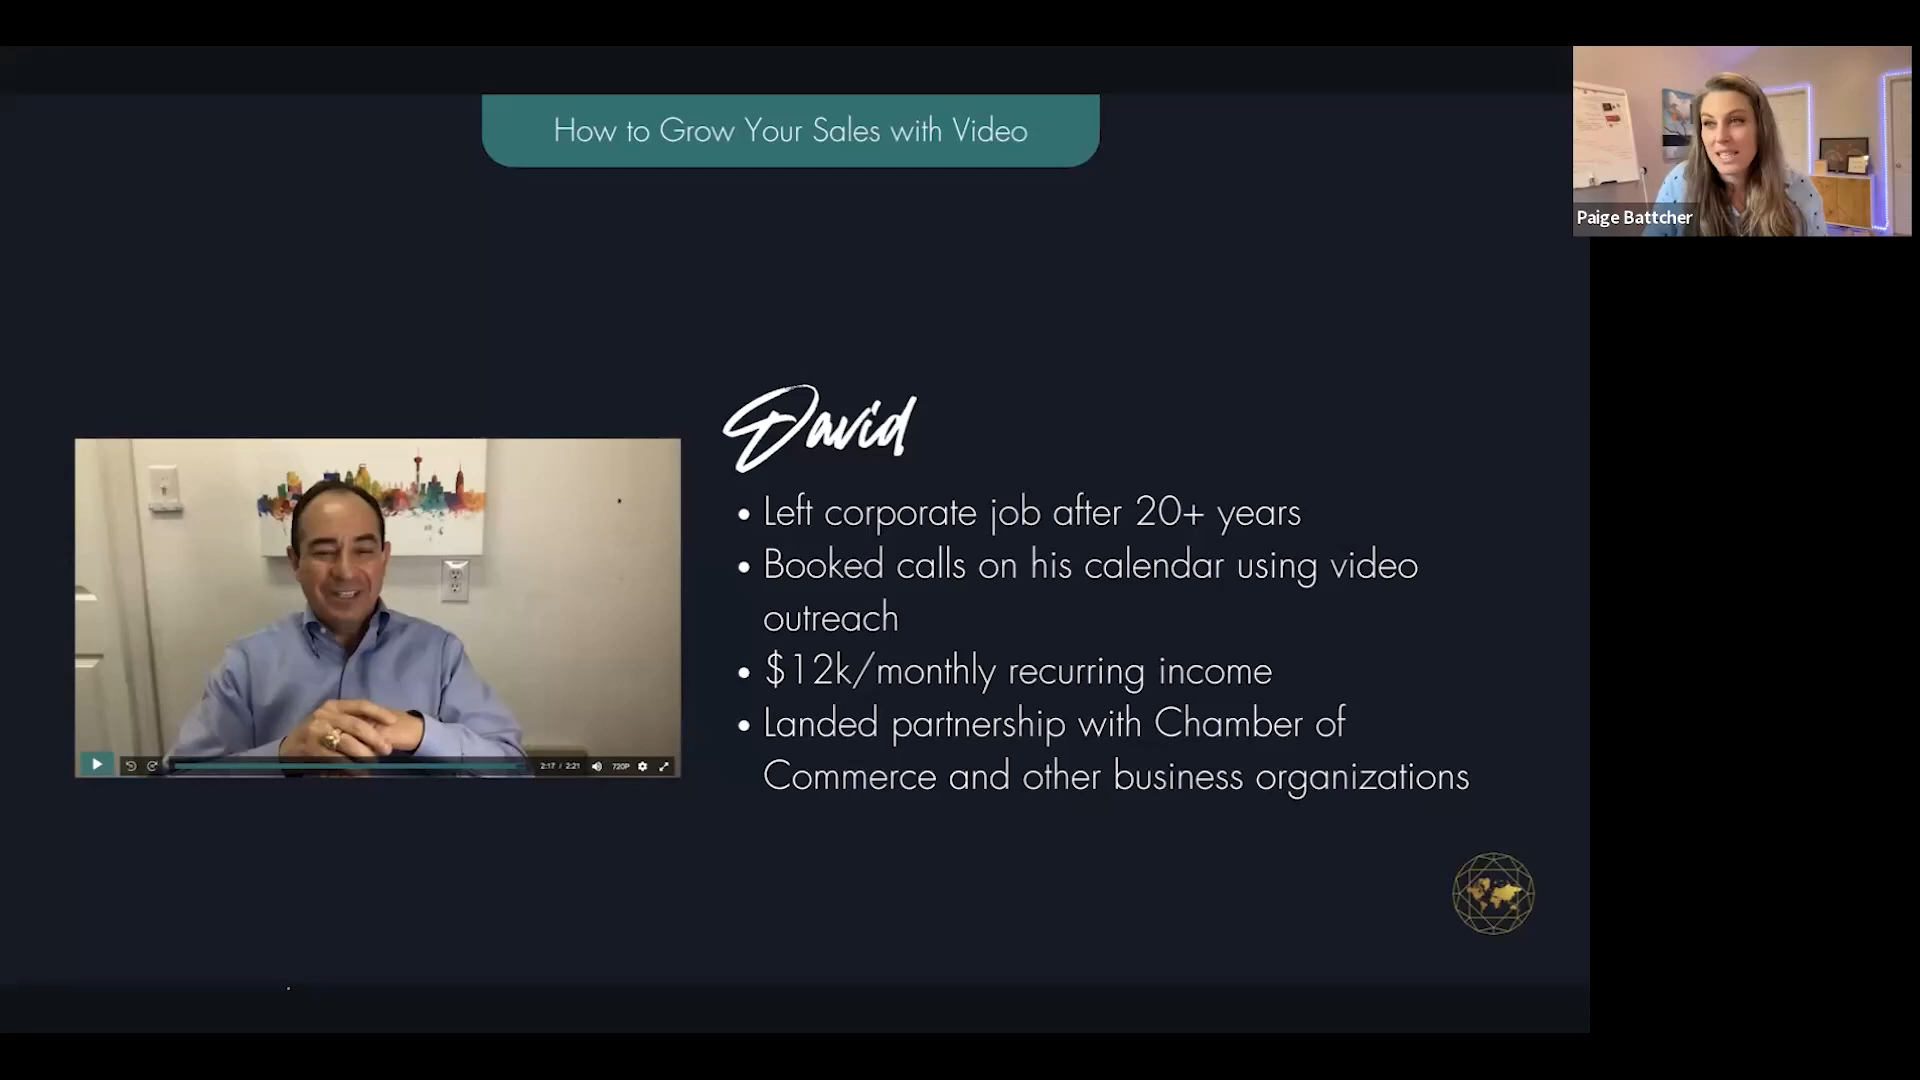 How to Grow Your Sales with Video
Paige Battcher
David
• Left corporate job after 20+ years
• Booked calls on his calendar using video
outreach
• $12k/monthly recurring income
• Landed partnership with Chamber of
Commerce and other business organizations
2:17 / 2:21 720P